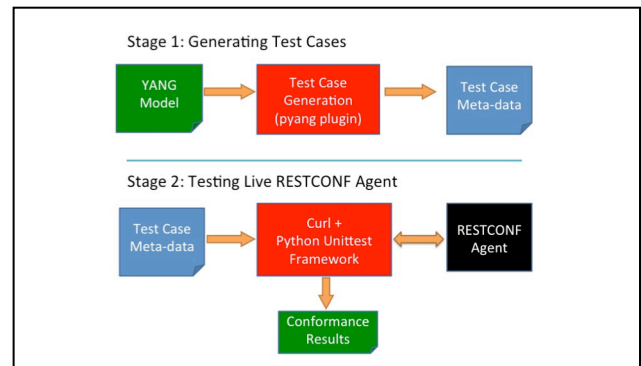 Stage 1: Generating Test Cases
YANG
Model
Test Case
Generation
(pyang plugin)
Test Case
Meta-data
Stage 2: Testing Live RESTCONF Agent
Test Case
Meta-data
Curl +
Python Unittest
Framework
RESTCONF
Agent
Conformance
Results